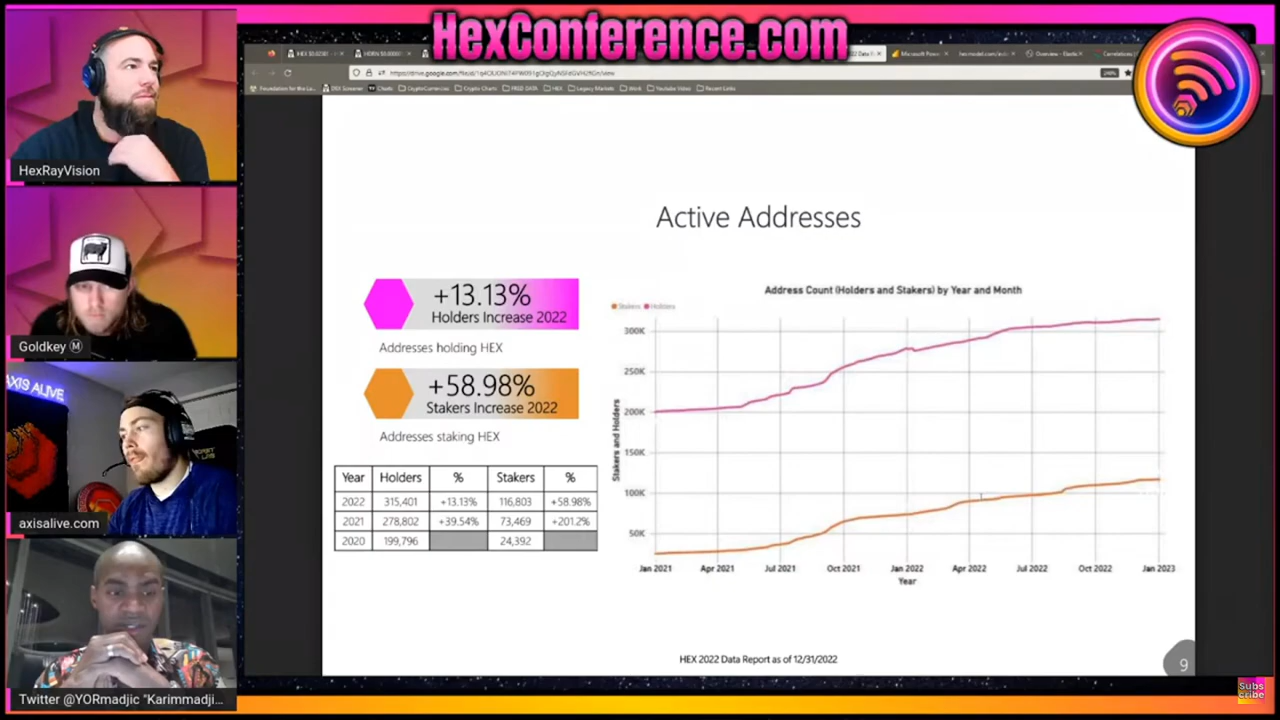 HexConference.com
HexRayVision
Goldkey
AXIS ALIVE
axisalive.com
Twitter @YORmadjic "Karimmadji...
Active Addresses
+13.13%
Holders Increase 2022
Addresses holding HEX
+58.98%
Stakers Increase 2022
Addresses staking HEX
Year Holders % Stakers %
2022 315,401 +13.13% 116,803 +58.98%
2021 278,802 +39.54% 73,469 +201.2%
2020 199,796 24,392
Address Count (Holders and Stakers) by Year and Month
Stakers Holders
Stakers and Holders
300K
250K
200K
150K
100K
50K
Jan 2021 Apr 2021 Jul 2021 Oct 2021 Jan 2022 Apr 2022 Jul 2022 Oct 2022 Jan 2023
Year
HEX 2022 Data Report as of 12/31/2022
9
Subscribe